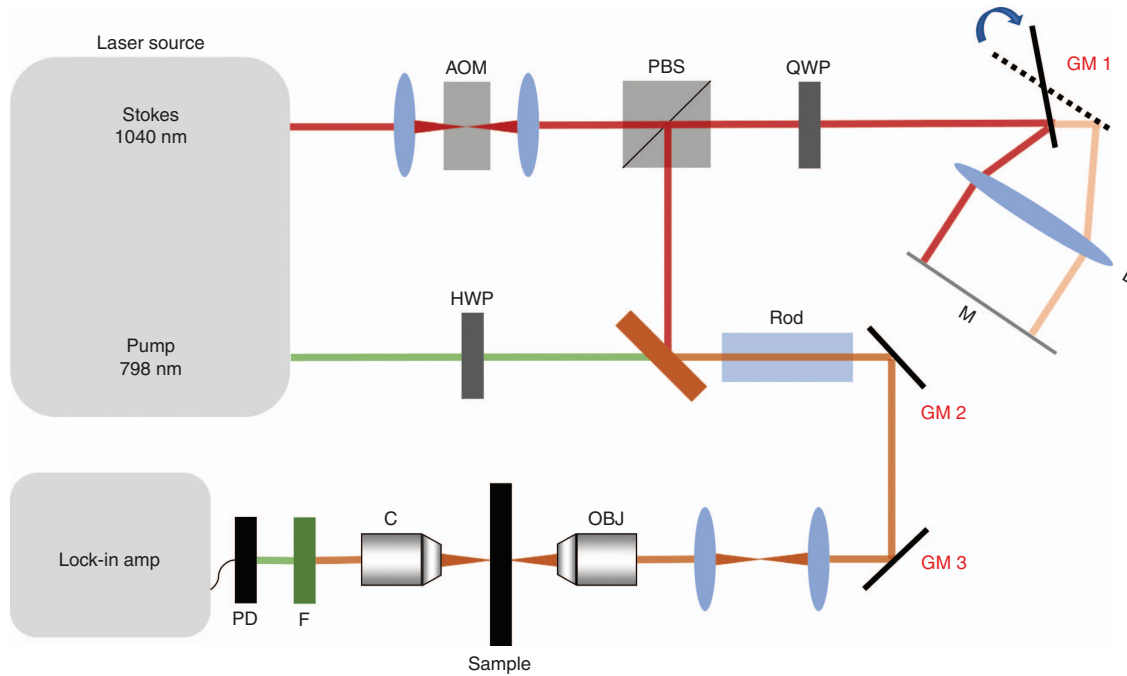 Laser source
AOM
PBS
QWP
GM 1
Stokes
1040 nm
M
HWP
Rod
Pump
798 nm
GM 2
C
OBJ
Lock-in amp
GM 3
PD
F
Sample